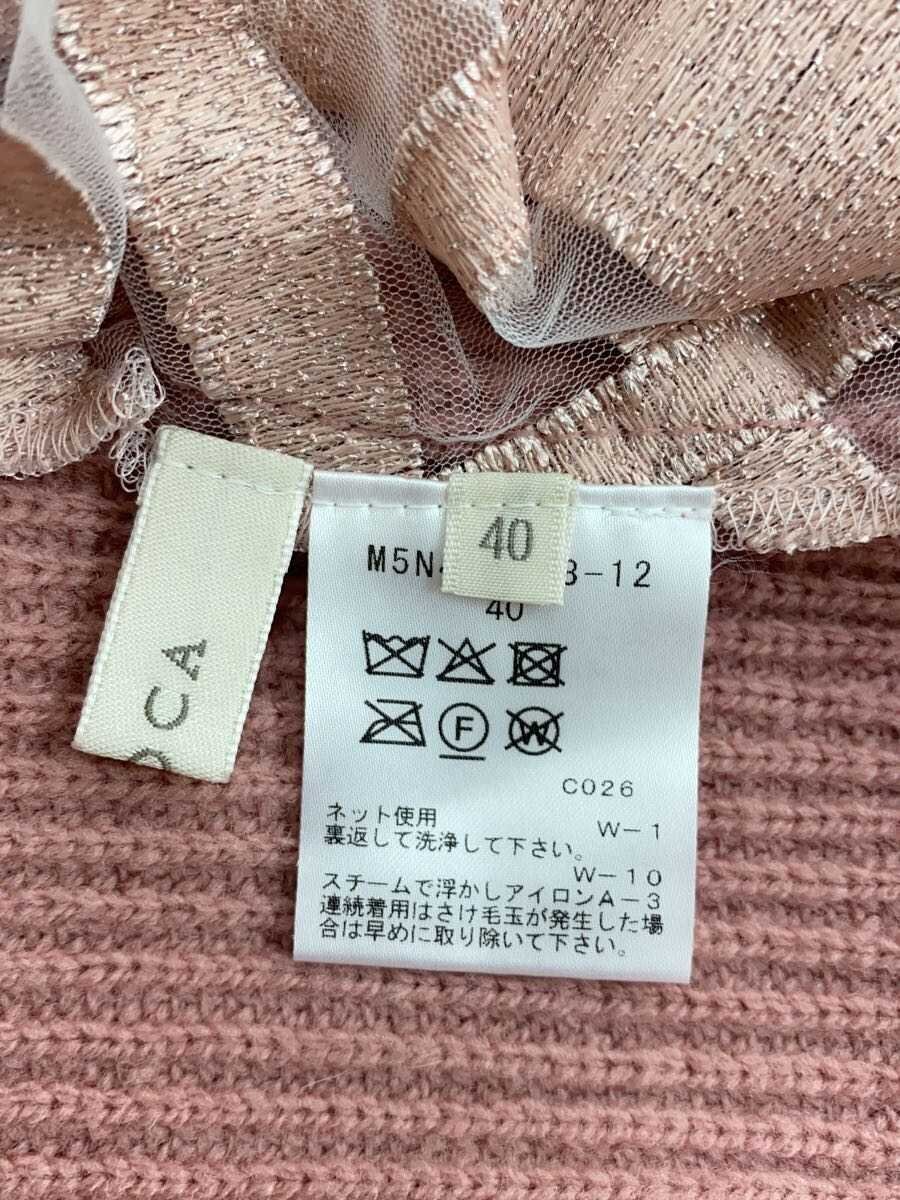 OCA
40
M5N
3-12
40
F
W
C026
ネット使用 W-1
裏返して洗浄して下さい。
W-10
スチームで浮かしアイロンA-3
連続着用はさけ毛玉が発生した場
合は早めに取り除いて下さい。